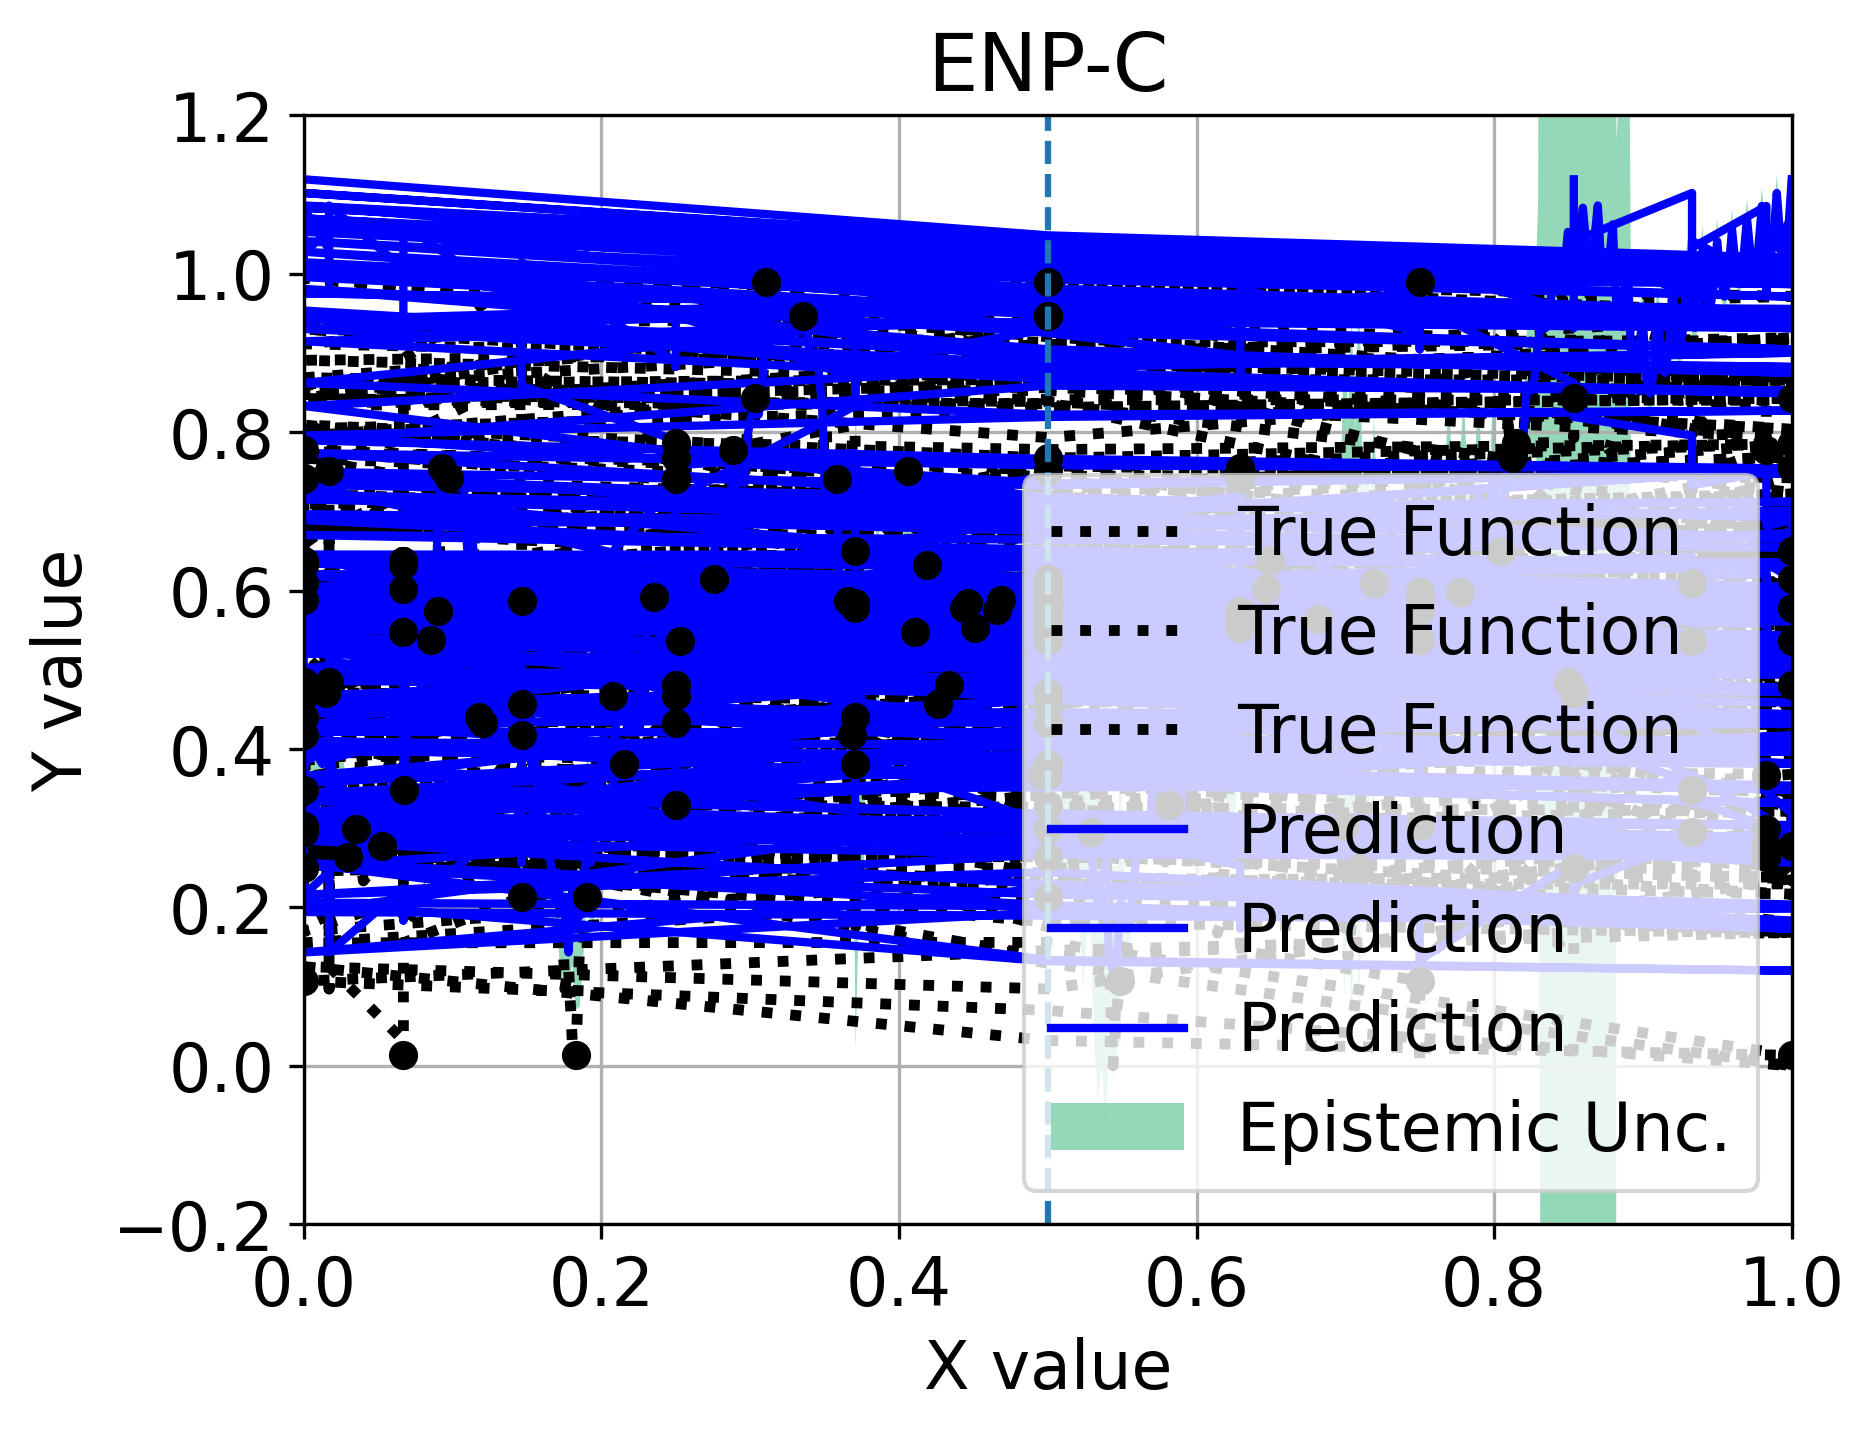 ENP-C
1.2
1.0
0.8
0.6
0.4
0.2
0.0
−0.2
Y value
True Function
True Function
True Function
Prediction
Prediction
Prediction
Epistemic Unc.
0.0 0.2 0.4 0.6 0.8 1.0
X value